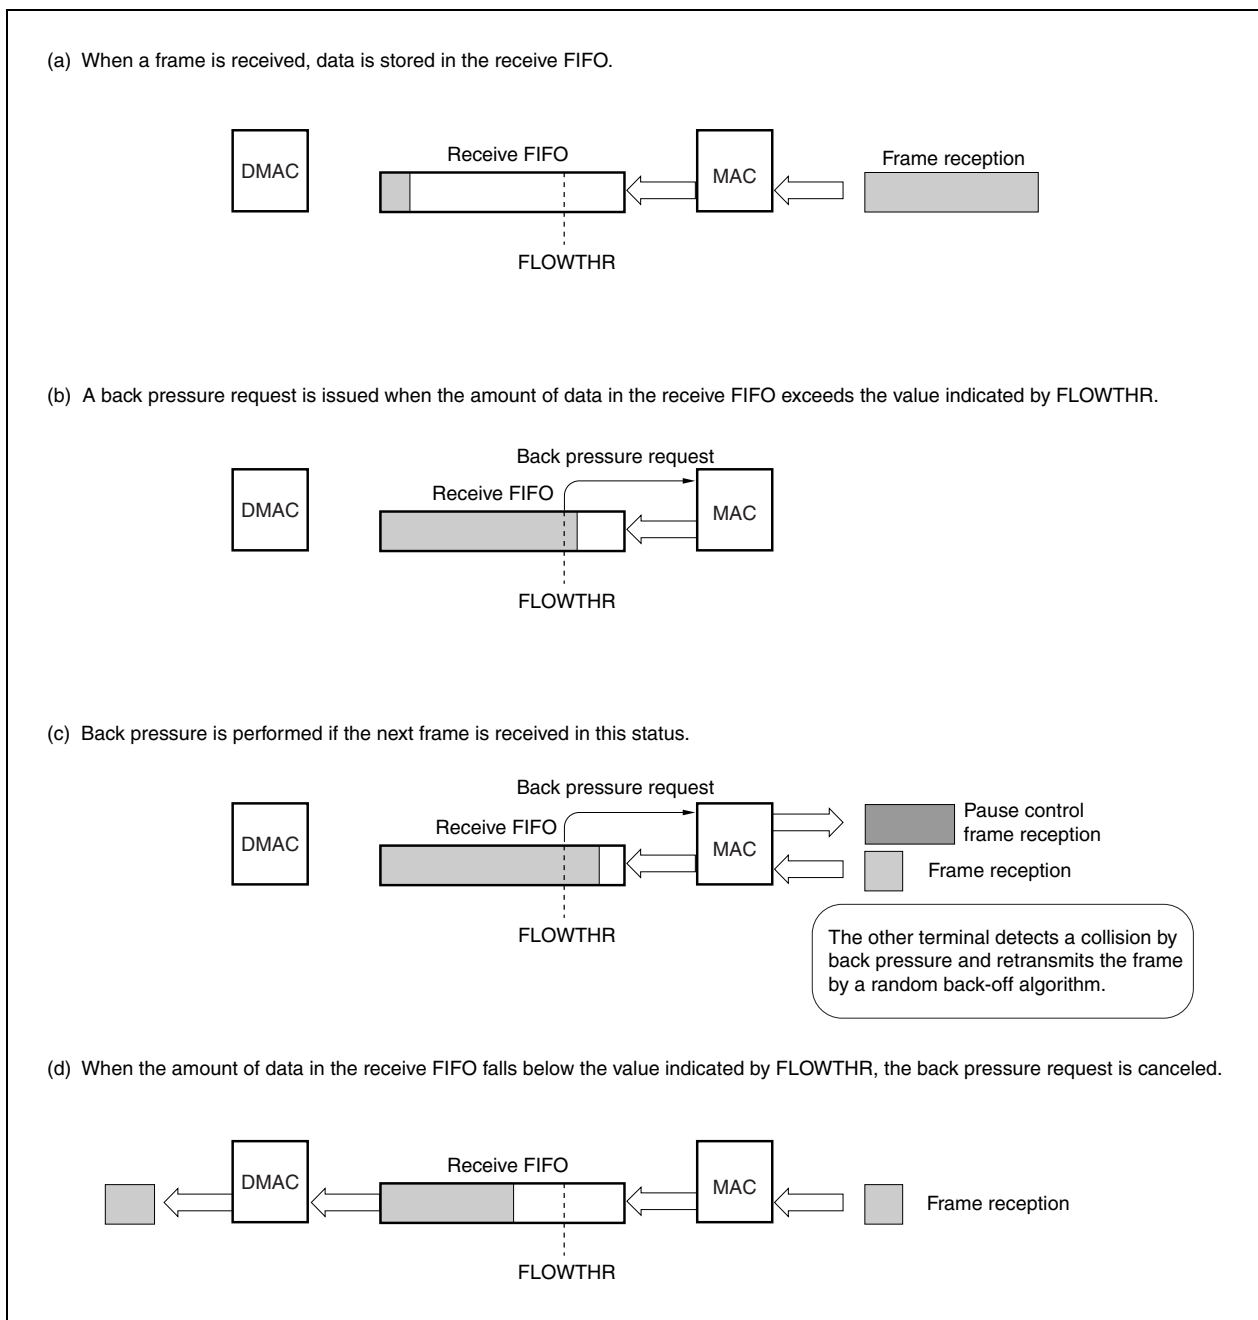 (a) When a frame is received, data is stored in the receive FIFO.
DMAC
Receive FIFO
MAC
Frame reception
FLOWTHR
(b) A back pressure request is issued when the amount of data in the receive FIFO exceeds the value indicated by FLOWTHR.
Back pressure request
DMAC
Receive FIFO
MAC
FLOWTHR
(c) Back pressure is performed if the next frame is received in this status.
Back pressure request
DMAC
Receive FIFO
MAC
Pause control
frame reception
Frame reception
FLOWTHR
The other terminal detects a collision by
back pressure and retransmits the frame
by a random back-off algorithm.
(d) When the amount of data in the receive FIFO falls below the value indicated by FLOWTHR, the back pressure request is canceled.
DMAC
Receive FIFO
MAC
Frame reception
FLOWTHR